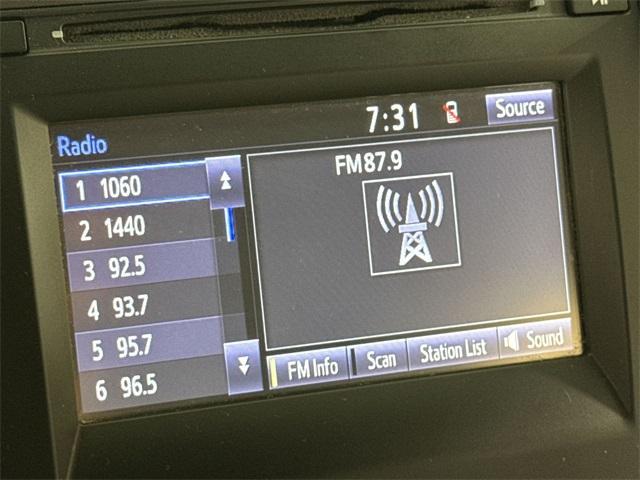 7:31
Source
Radio
FM87.9
1 1060
2 1440
3 92.5
4 93.7
5 95.7
6 96.5
FM Info
Scan
Station List
Sound